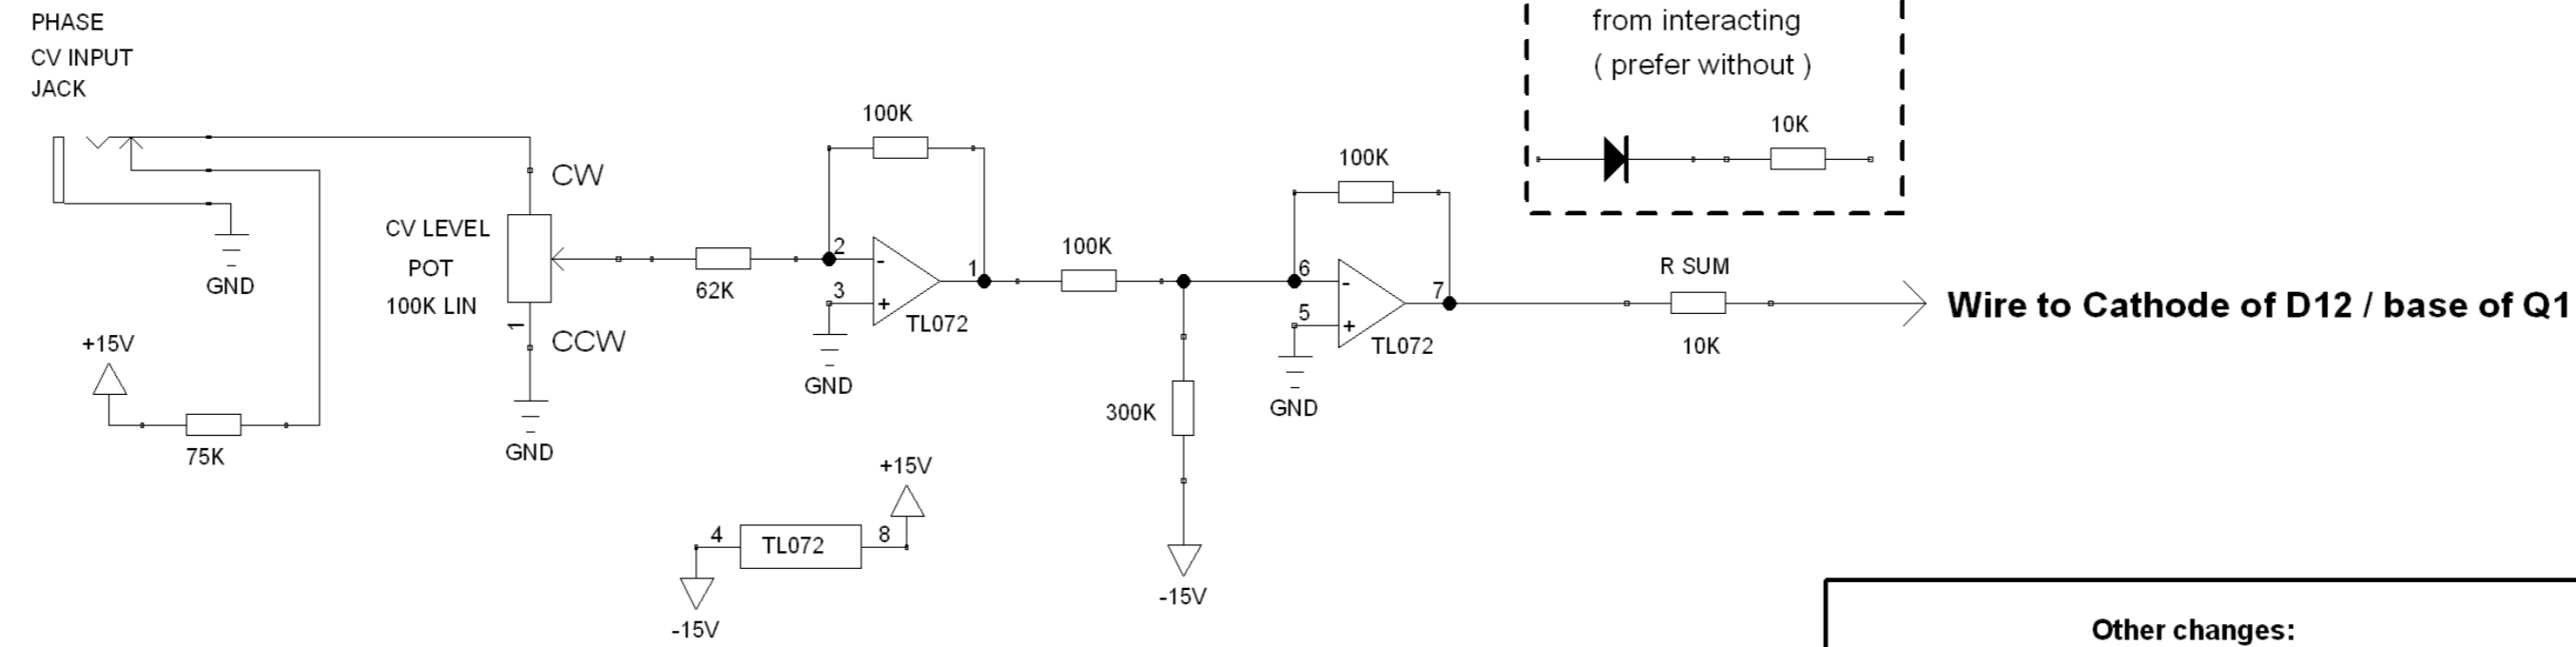 PHASE
CV INPUT
JACK
GND
+15V
75K
CW
CV LEVEL
POT
100K LIN
1
CCW
GND
62K
100K
2
-
3
+
1
TL072
GND
100K
300K
-15V
100K
6
-
5
+
7
TL072
GND
from interacting
( prefer without )
10K
R SUM
10K
Wire to Cathode of D12 / base of Q1
+15V
4
TL072
8
-15V
Other changes: